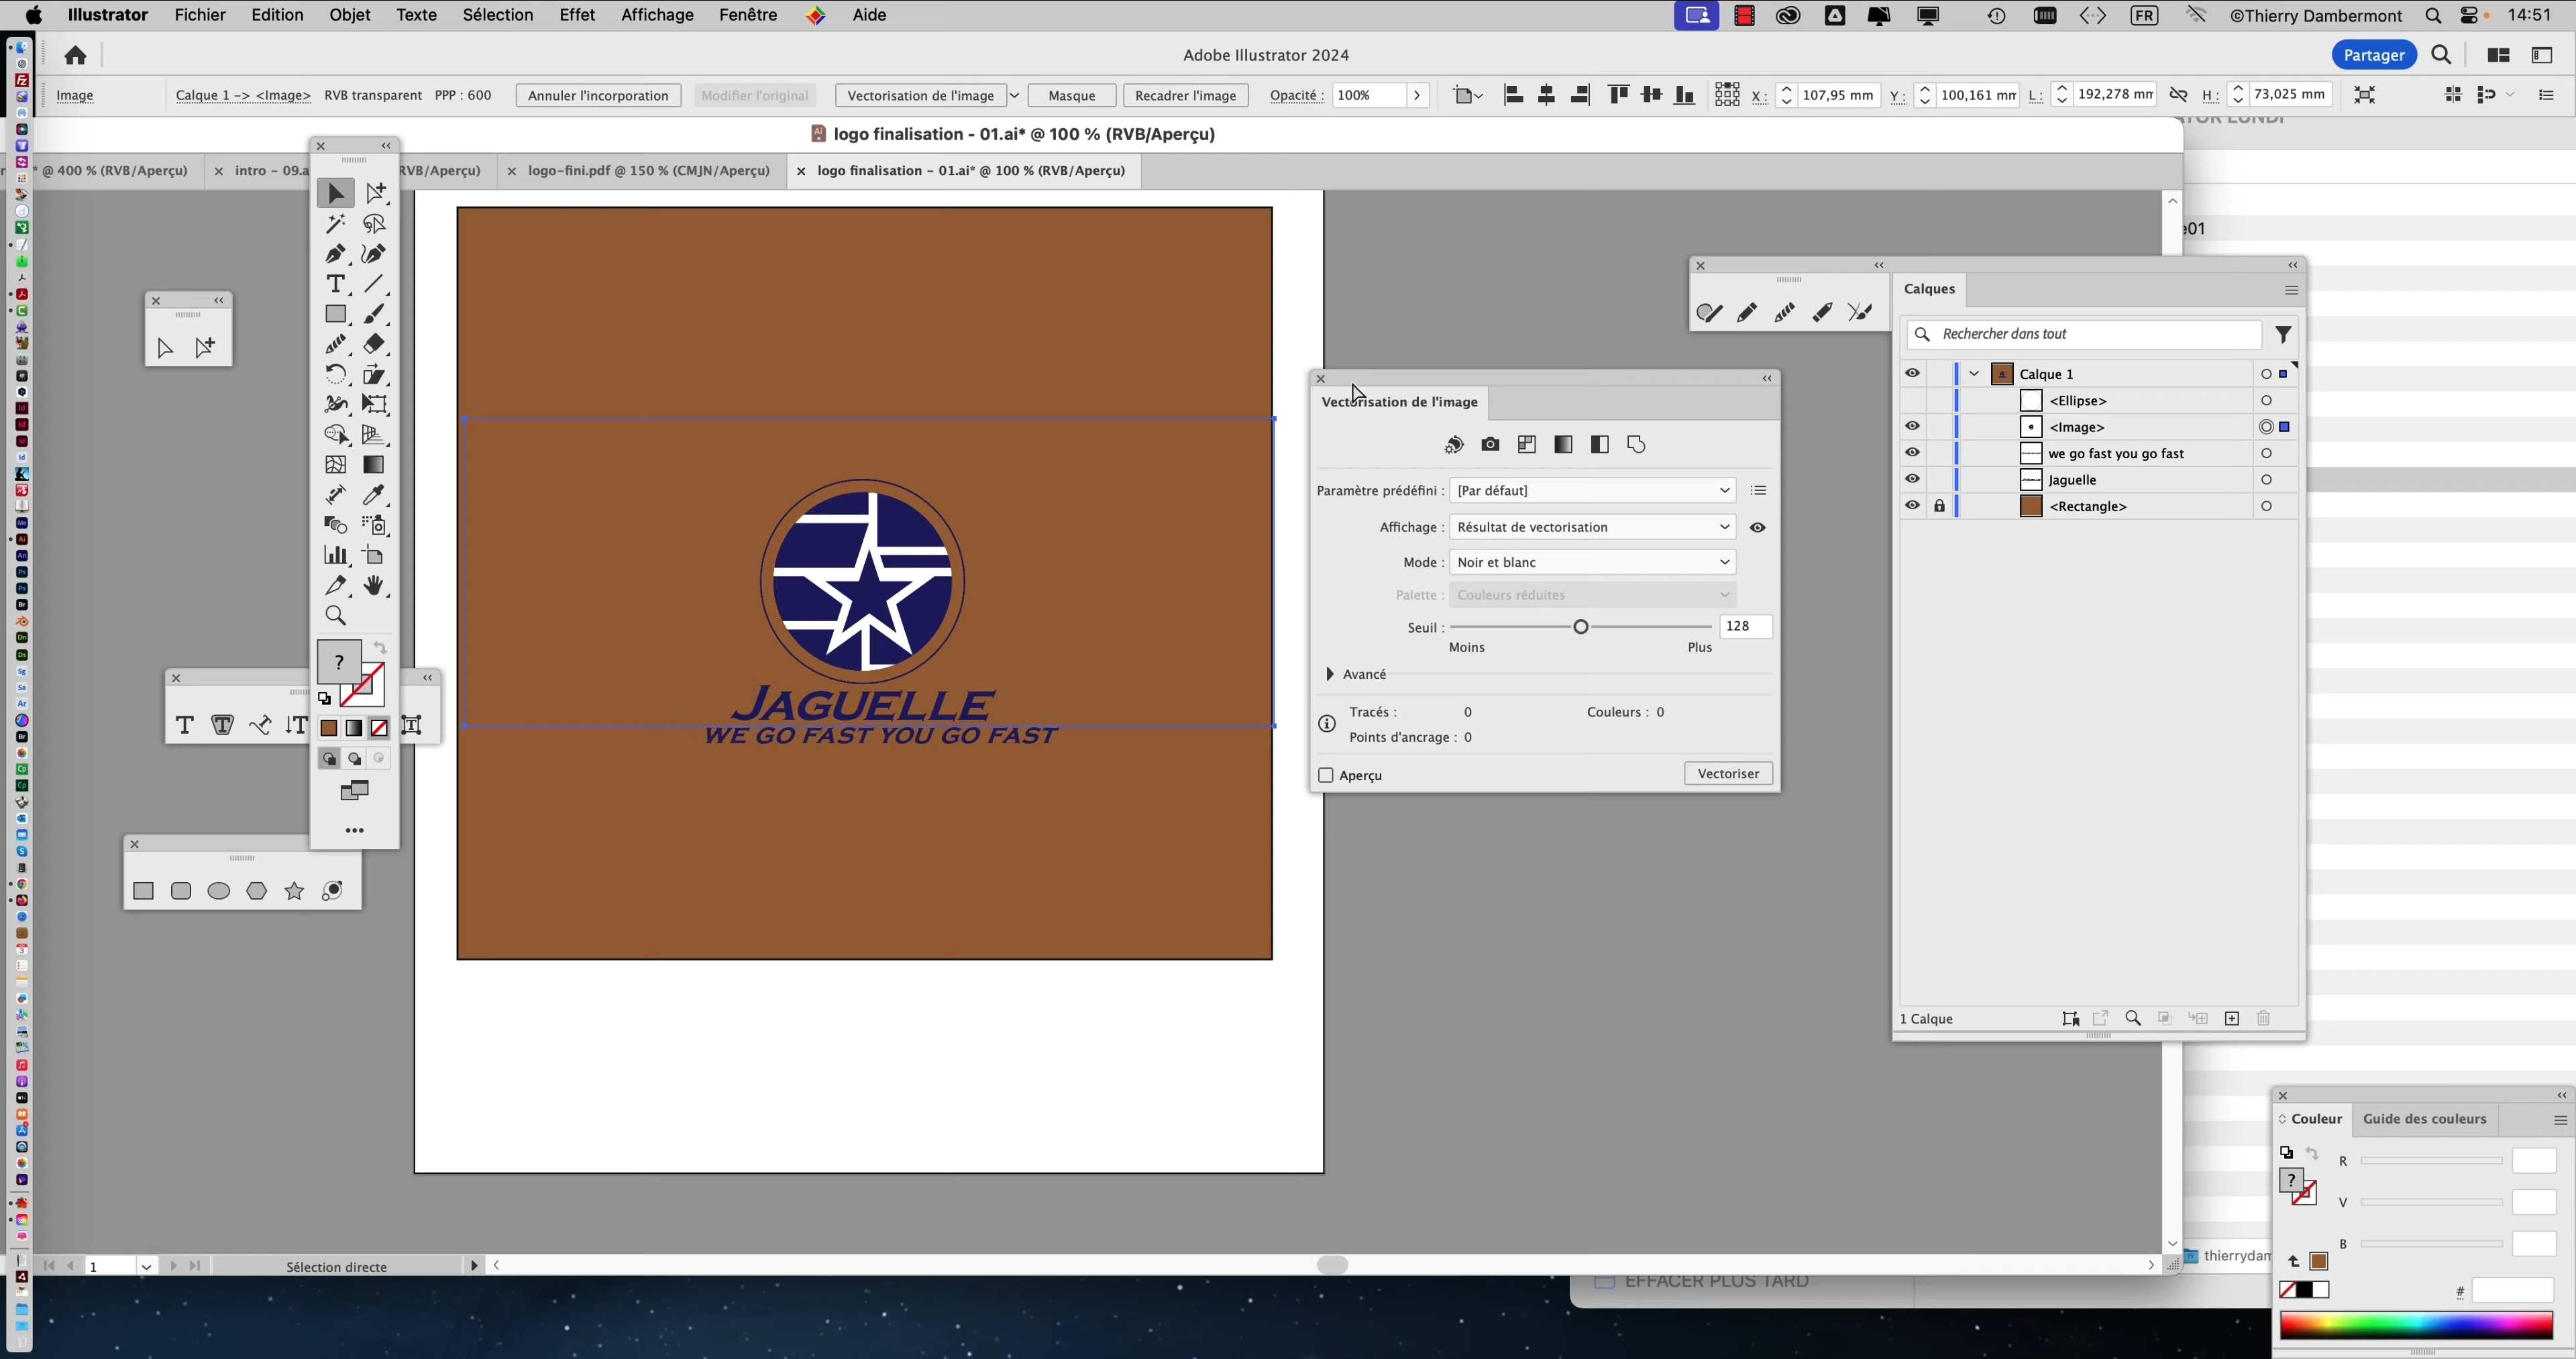 Illustrator Fichier Edition Objet Texte Sélection Effet Affichage Fenêtre Aide
FR ©Thierry Dambermont 14:51
Adobe Illustrator 2024
Partager
Image Calque 1 -> <Image> RVB transparent PPP : 600 Annuler l'incorporation Modifier l'original Vectorisation de l'image Masque Recadrer l'image Opacité : 100% X : 107,95 mm Y : 100,161 mm L : 192,278 mm H : 73,025 mm
logo finalisation - 01.ai* @ 100 % (RVB/Aperçu)
* @ 400 % (RVB/Aperçu) intro - 09.a RVB/Aperçu) logo-fini.pdf @ 150 % (CMJN/Aperçu) logo finalisation - 01.ai* @ 100 % (RVB/Aperçu)
e01
Calques
Rechercher dans tout
Calque 1
<Ellipse>
<Image>
we go fast you go fast
Jaguelle
<Rectangle>
1 Calque
Vectorisation de l'image
Paramètre prédéfini : [Par défaut]
Affichage : Résultat de vectorisation
Mode : Noir et blanc
Palette : Couleurs réduites
Seuil : 128
Moins Plus
Avancé
Tracés : 0 Couleurs : 0
Points d'ancrage : 0
Aperçu Vectoriser
JAGUELLE
WE GO FAST YOU GO FAST
Couleur Guide des couleurs
R
V
B
#
1 Sélection directe
thierrydam
EFFACER PLUS TARD